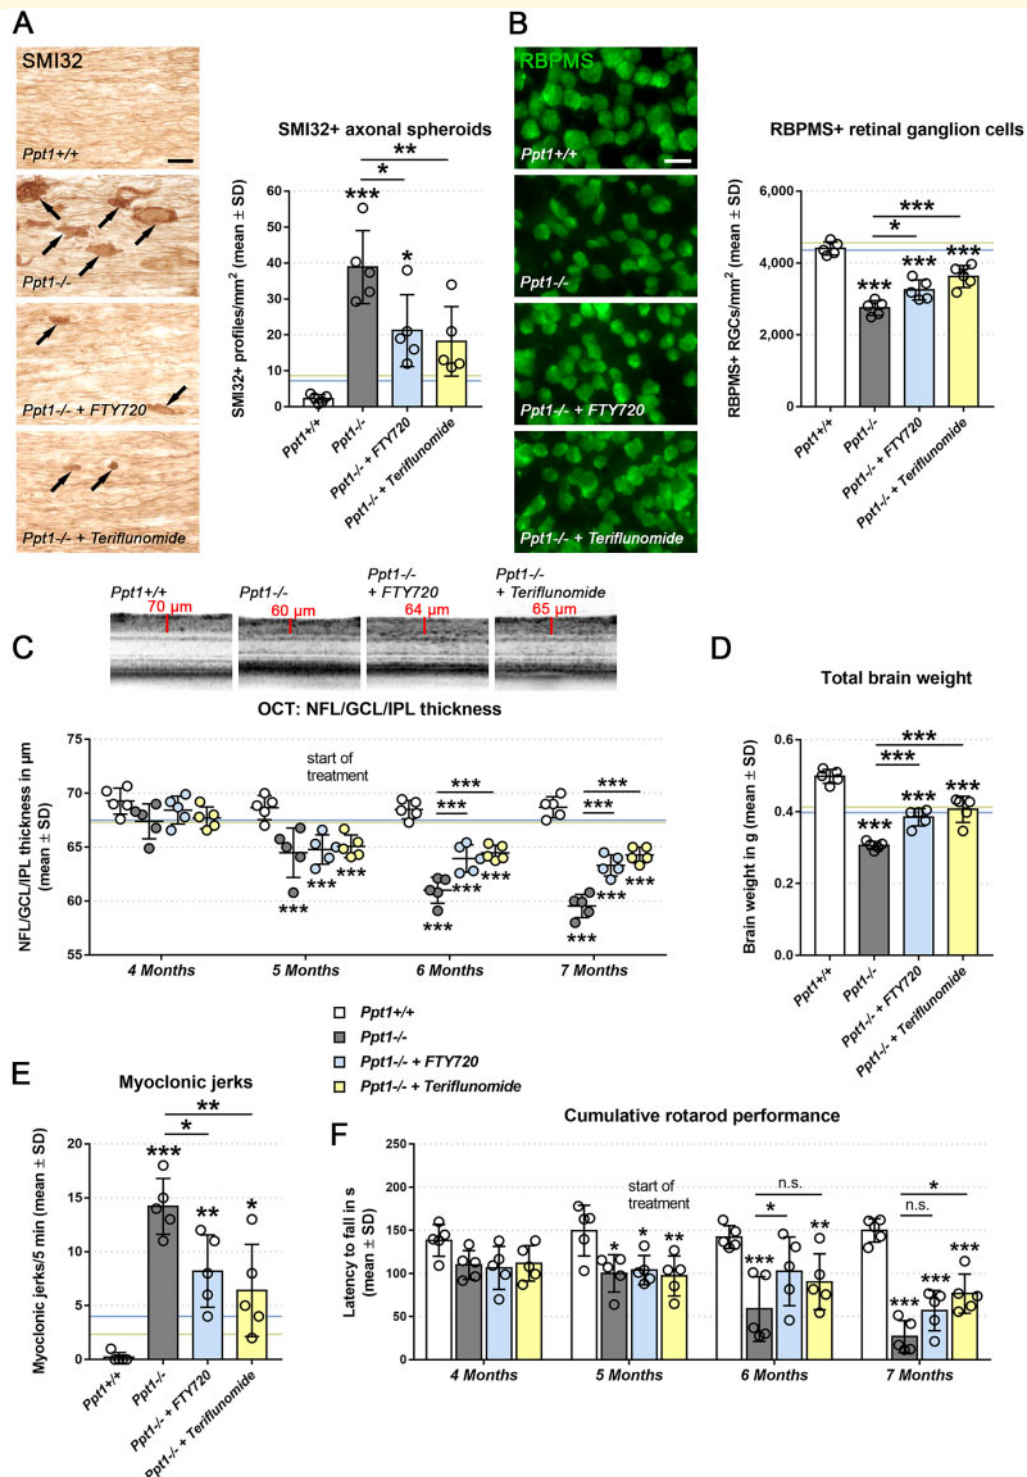 A
SMI32
Ppt1+/+
Ppt1-/-
Ppt1-/- + FTY720
Ppt1-/- + Teriflunomide
SMI32+ axonal spheroids
**
*
***
*
SMI32+ profiles/mm² (mean ± SD)
60
50
40
30
20
10
0
Ppt1+/+
Ppt1-/-
Ppt1-/- + FTY720
Ppt1-/- + Teriflunomide
B
RBPMS
Ppt1+/+
Ppt1-/-
Ppt1-/- + FTY720
Ppt1-/- + Teriflunomide
RBPMS+ retinal ganglion cells
***
*
***
***
***
RBPMS+ RGCs/mm² (mean ± SD)
6,000
4,000
2,000
0
Ppt1+/+
Ppt1-/-
Ppt1-/- + FTY720
Ppt1-/- + Teriflunomide
C
Ppt1+/+
70 µm
Ppt1-/-
60 µm
Ppt1-/-
+ FTY720
64 µm
Ppt1-/-
+ Teriflunomide
65 µm
OCT: NFL/GCL/IPL thickness
NFL/GCL/IPL thickness in µm
(mean ± SD)
75
70
65
60
55
start of
treatment
***
***
***
***
***
***
***
***
***
***
***
***
***
4 Months
5 Months
6 Months
7 Months
Ppt1+/+
Ppt1-/-
Ppt1-/- + FTY720
Ppt1-/- + Teriflunomide
D
Total brain weight
***
***
***
***
***
Brain weight in g (mean ± SD)
0.6
0.4
0.2
0.0
Ppt1+/+
Ppt1-/-
Ppt1-/- + FTY720
Ppt1-/- + Teriflunomide
E
Myoclonic jerks
**
*
***
**
*
Myoclonic jerks/5 min (mean ± SD)
20
15
10
5
0
Ppt1+/+
Ppt1-/-
Ppt1-/- + FTY720
Ppt1-/- + Teriflunomide
F
Cumulative rotarod performance
Latency to fall in s
(mean ± SD)
250
200
150
100
50
0
start of
treatment
*
*
**
n.s.
*
***
**
*
n.s.
***
***
***
4 Months
5 Months
6 Months
7 Months